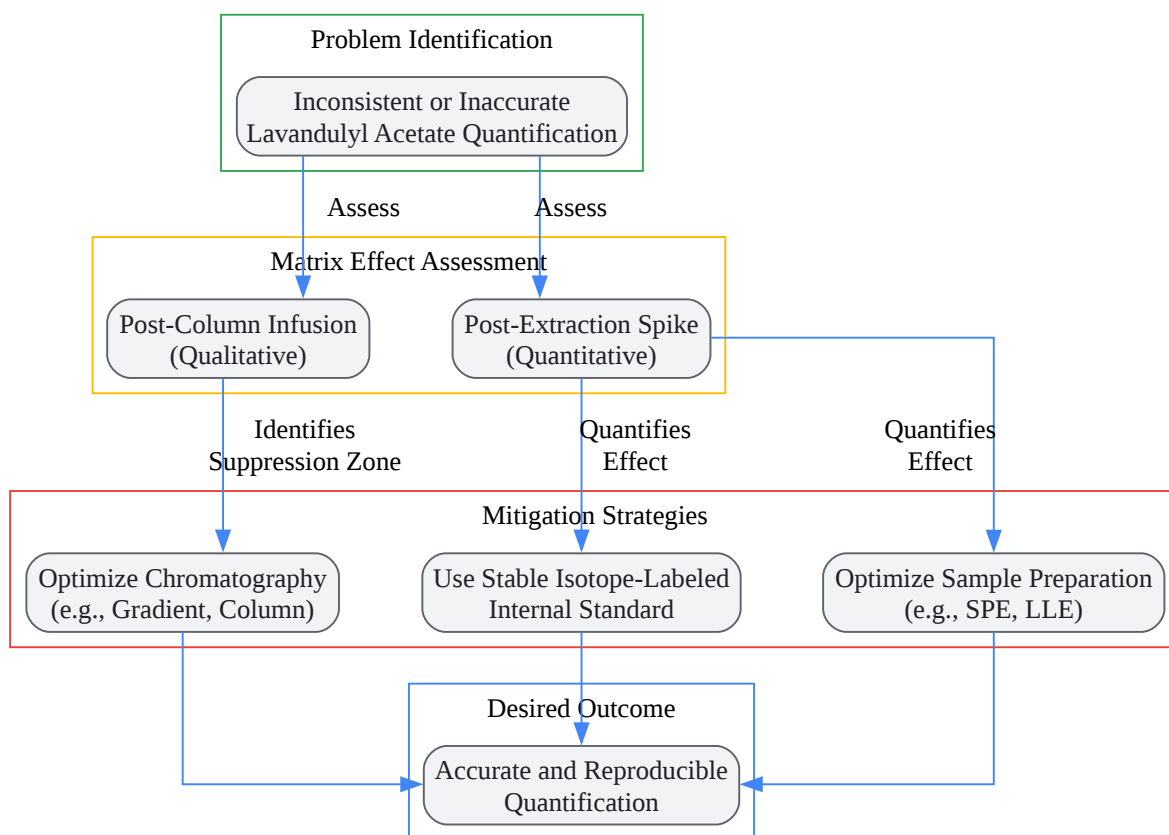 Problem Identification
Inconsistent or Inaccurate
Lavandulyl Acetate Quantification
Assess
Assess
Matrix Effect Assessment
Post-Column Infusion
(Qualitative)
Post-Extraction Spike
(Quantitative)
Identifies
Suppression Zone
Quantifies
Effect
Quantifies
Effect
Mitigation Strategies
Optimize Chromatography
(e.g., Gradient, Column)
Use Stable Isotope-Labeled
Internal Standard
Optimize Sample Preparation
(e.g., SPE, LLE)
Desired Outcome
Accurate and Reproducible
Quantification